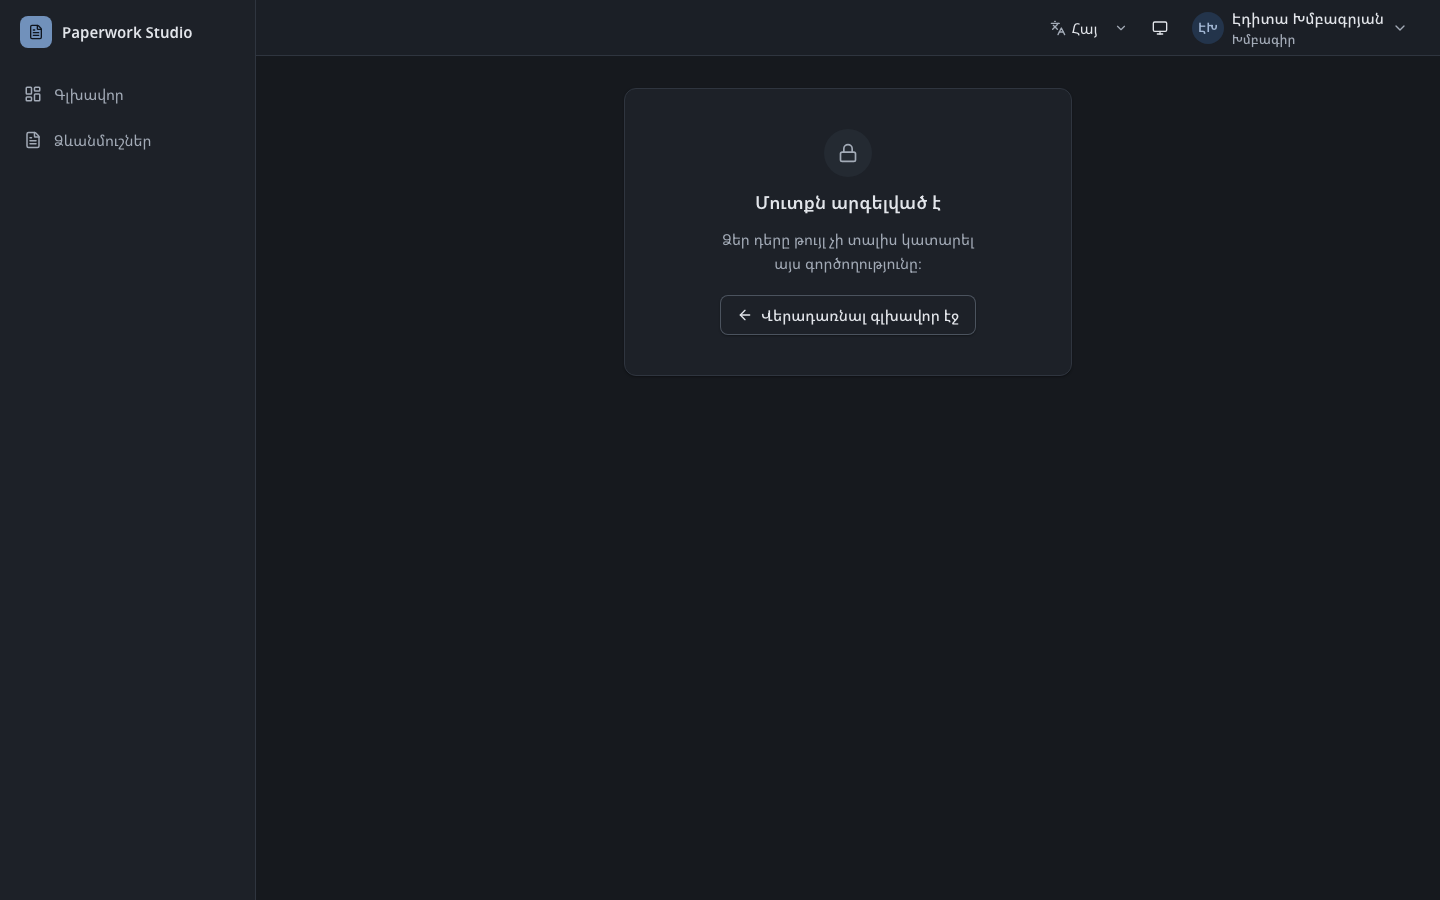 Paperwork Studio
Գլխավոր
Ձևանմուշներ
Հայ
ԷԽ
Էդիտա Խմբագրյան
Խմբագիր
Մուտքն արգելված է
Ձեր դերը թույլ չի տալիս կատարել
այս գործողությունը:
Վերադառնալ գլխավոր էջ